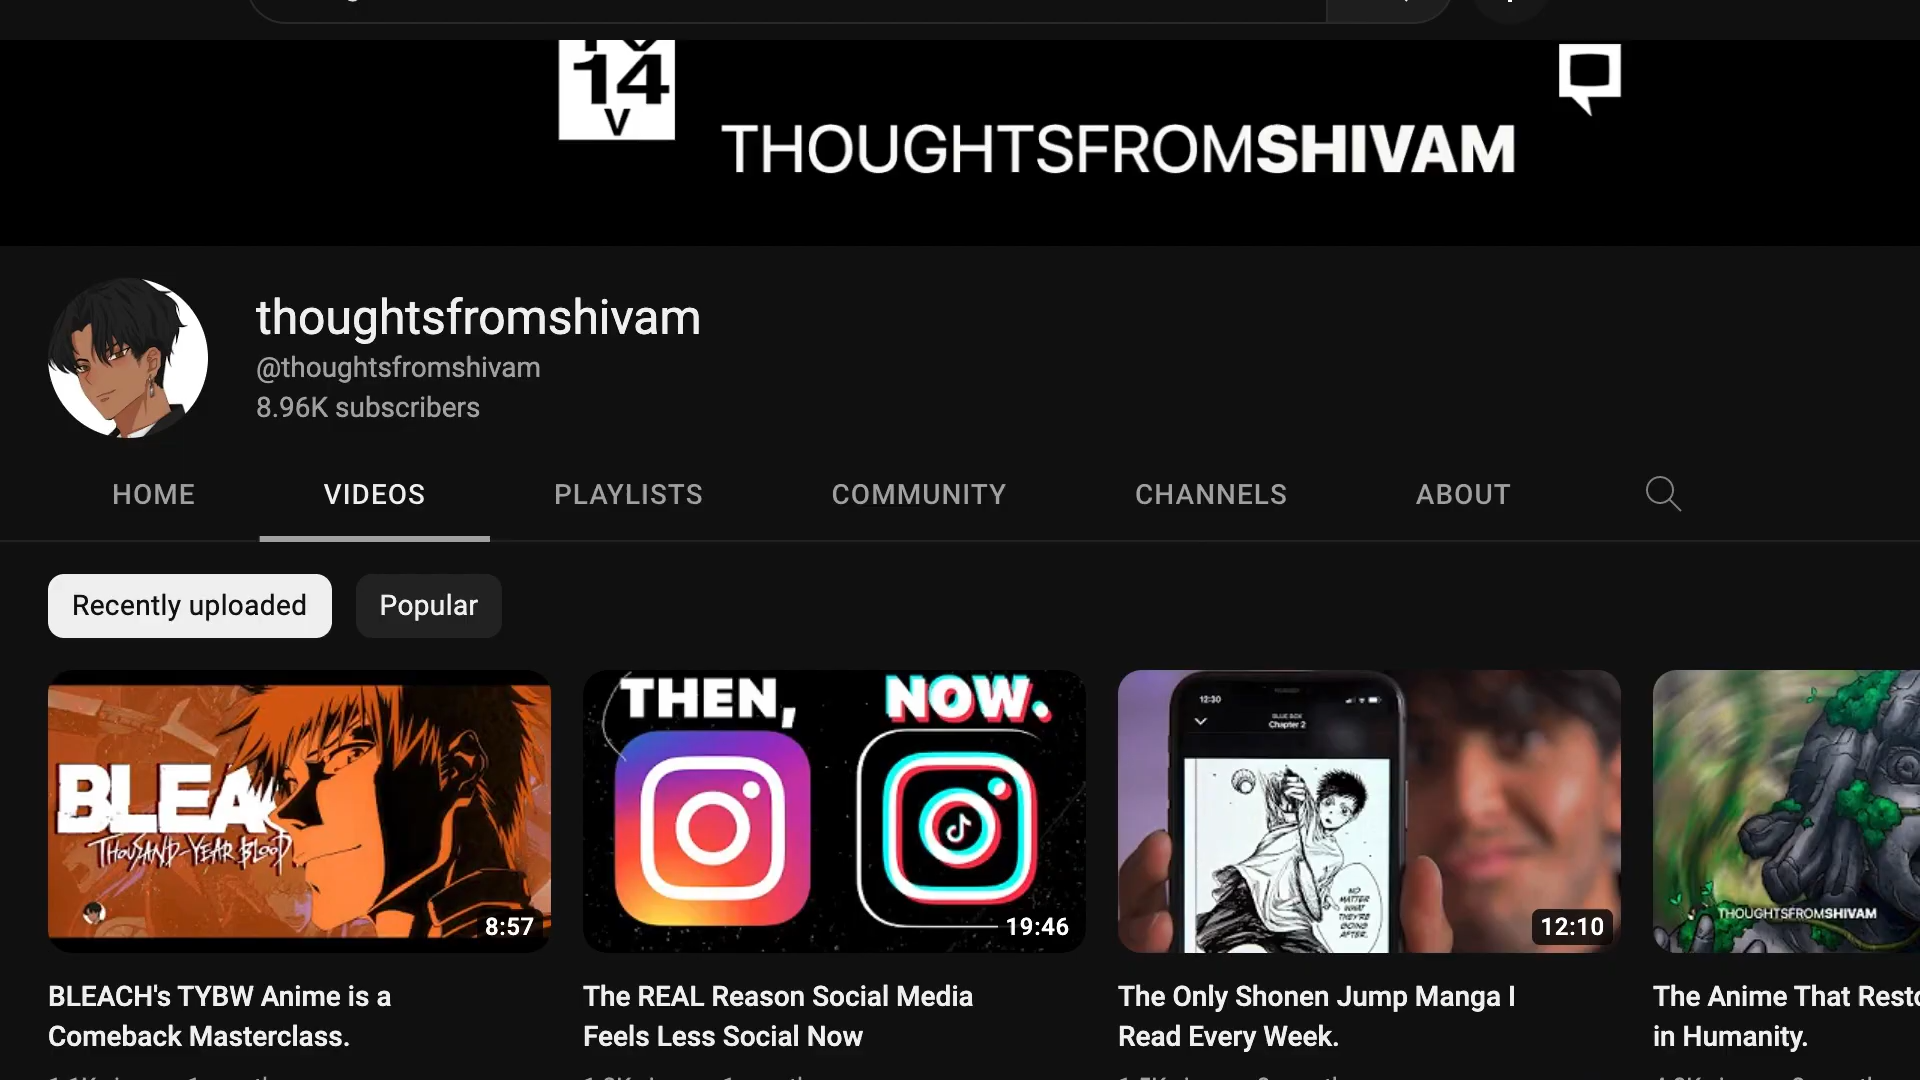 14
V
THOUGHTSFROMSHIVAM
thoughtsfromshivam
@thoughtsfromshivam
8.96K subscribers
HOME VIDEOS PLAYLISTS COMMUNITY CHANNELS ABOUT
Recently uploaded Popular
BLEA
THOUSAND-YEAR BLOOD
8:57
THEN, NOW.
19:46
12:30
BLUE BOX
Chapter 2
NO
MATTER
WHAT
THEY'RE
GOING
AFTER.
12:10
THOUGHTSFROMSHIVAM
BLEACH's TYBW Anime is a
Comeback Masterclass.
The REAL Reason Social Media
Feels Less Social Now
The Only Shonen Jump Manga I
Read Every Week.
The Anime That Resto
in Humanity.